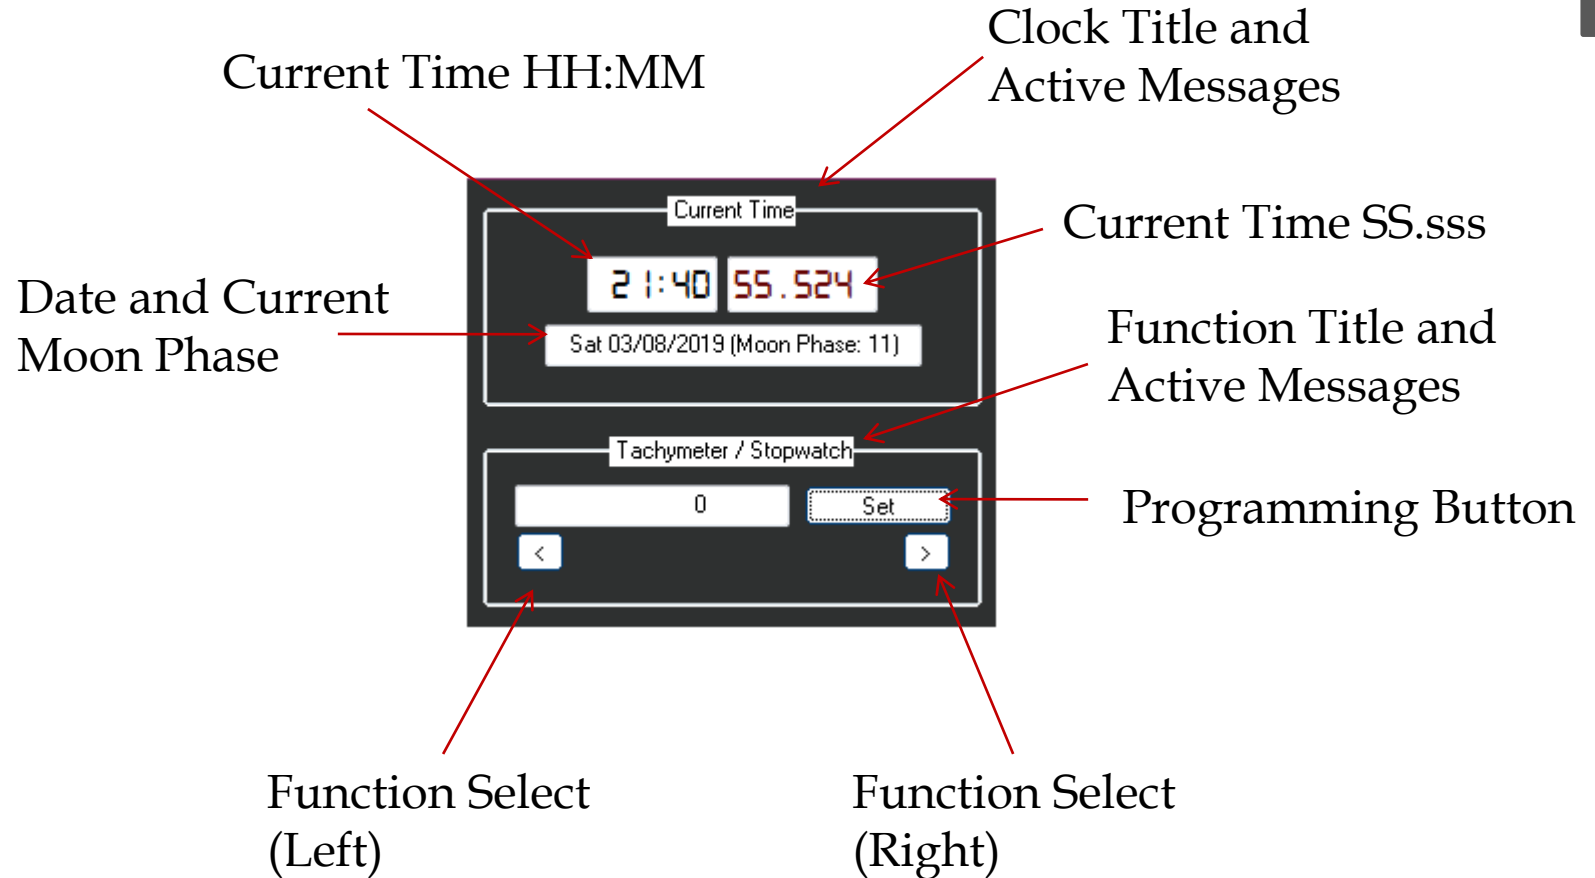 Clock Title and
Active Messages
Current Time HH:MM
Current Time
Current Time SS.sss
21:40 55.524
Date and Current
Moon Phase
Sat 03/08/2019 (Moon Phase: 11)
Function Title and
Active Messages
Tachymeter / Stopwatch
0 Set
Programming Button
< >
Function Select
(Left)
Function Select
(Right)